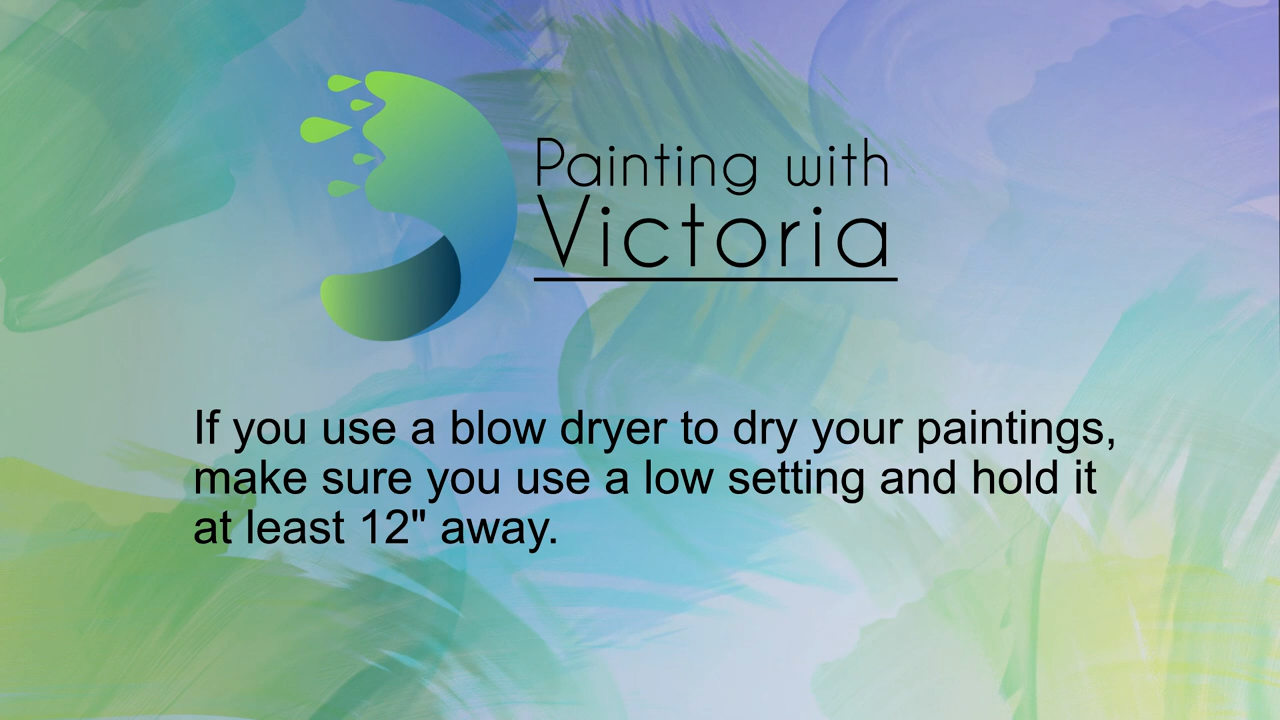 Painting with
Victoria
If you use a blow dryer to dry your paintings,
make sure you use a low setting and hold it
at least 12" away.